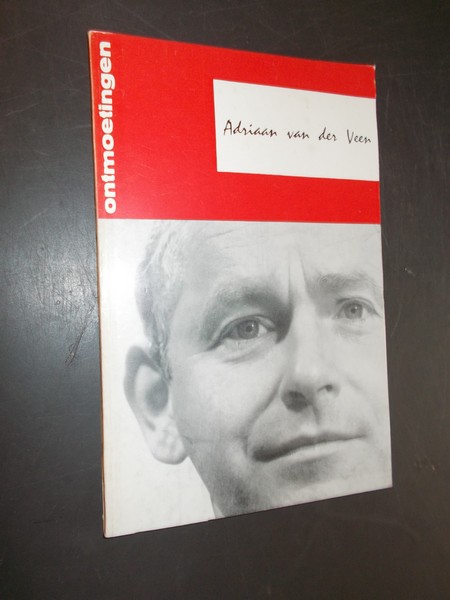 ontmoetingen
Adriaan van der Veen